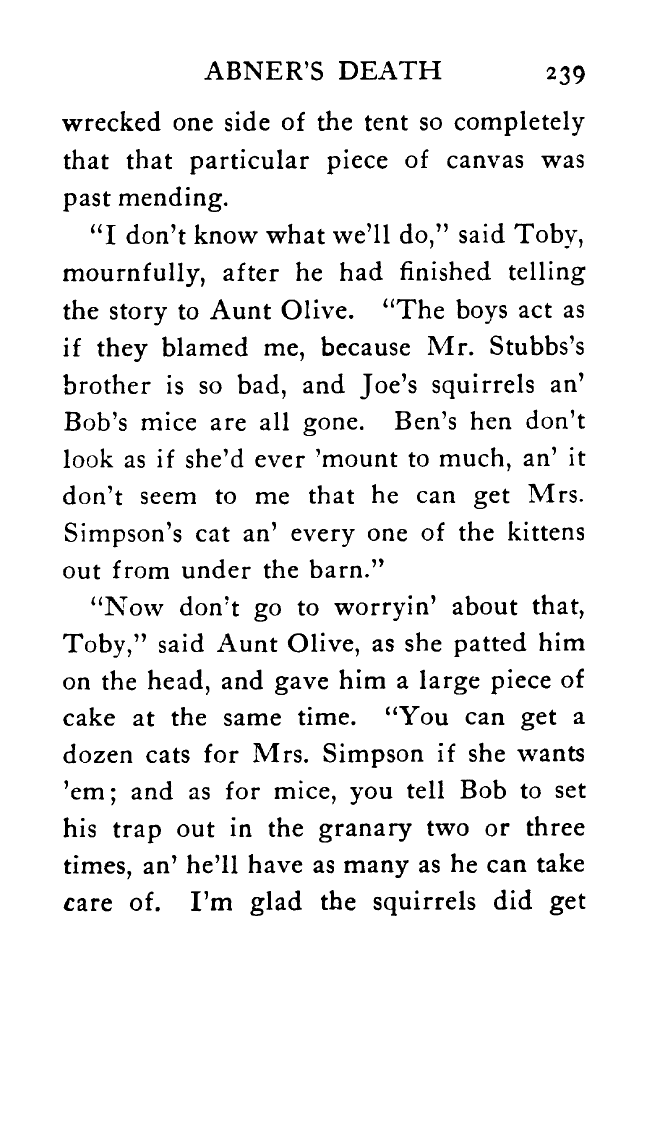 ABNER'S DEATH 239
wrecked one side of the tent so completely
that that particular piece of canvas was
past mending.
"I don't know what we'll do," said Toby,
mournfully, after he had finished telling
the story to Aunt Olive. "The boys act as
if they blamed me, because Mr. Stubbs's
brother is so bad, and Joe's squirrels an'
Bob's mice are all gone. Ben's hen don't
look as if she'd ever 'mount to much, an' it
don't seem to me that he can get Mrs.
Simpson's cat an' every one of the kittens
out from under the barn."
"Now don't go to worryin' about that,
Toby," said Aunt Olive, as she patted him
on the head, and gave him a large piece of
cake at the same time. "You can get a
dozen cats for Mrs. Simpson if she wants
'em; and as for mice, you tell Bob to set
his trap out in the granary two or three
times, an' he'll have as many as he can take
care of. I'm glad the squirrels did get